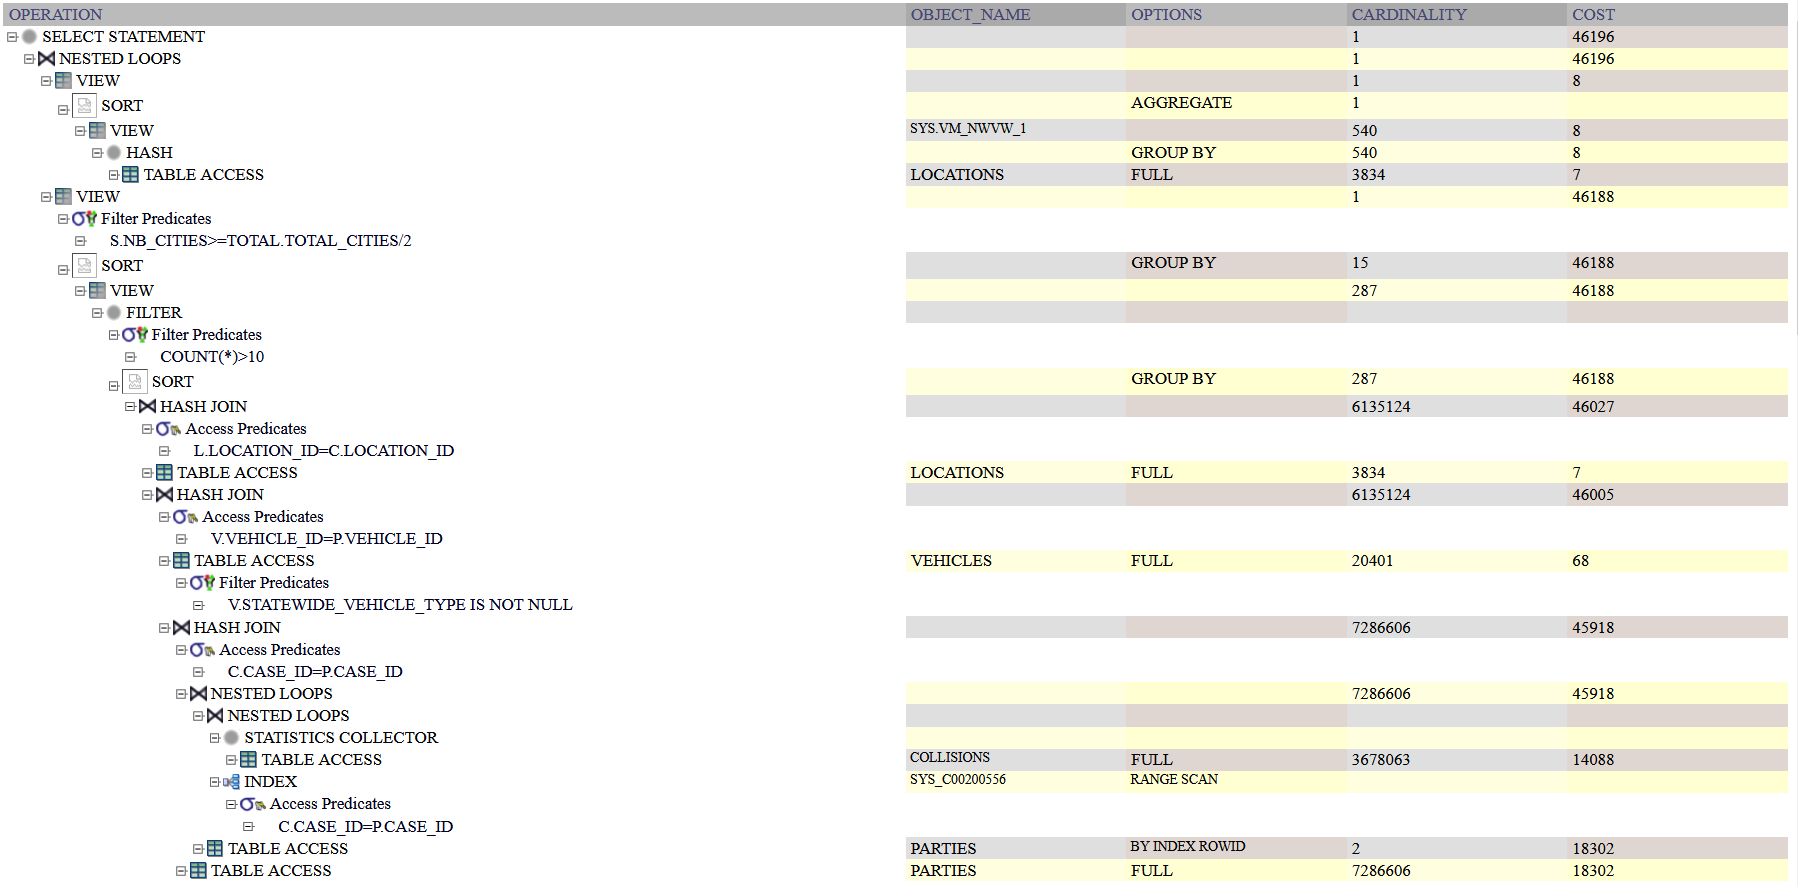 OPERATION OBJECT_NAME OPTIONS CARDINALITY COST
SELECT STATEMENT 1 46196
NESTED LOOPS 1 46196
VIEW 1 8
SORT AGGREGATE 1
VIEW SYS.VM_NWVW_1 540 8
HASH GROUP BY 540 8
TABLE ACCESS LOCATIONS FULL 3834 7
VIEW 1 46188
Filter Predicates
S.NB_CITIES>=TOTAL.TOTAL_CITIES/2
SORT GROUP BY 15 46188
VIEW 287 46188
FILTER
Filter Predicates
COUNT(*)>10
SORT GROUP BY 287 46188
HASH JOIN 6135124 46027
Access Predicates
L.LOCATION_ID=C.LOCATION_ID
TABLE ACCESS LOCATIONS FULL 3834 7
HASH JOIN 6135124 46005
Access Predicates
V.VEHICLE_ID=P.VEHICLE_ID
TABLE ACCESS VEHICLES FULL 20401 68
Filter Predicates
V.STATEWIDE_VEHICLE_TYPE IS NOT NULL
HASH JOIN 7286606 45918
Access Predicates
C.CASE_ID=P.CASE_ID
NESTED LOOPS 7286606 45918
NESTED LOOPS
STATISTICS COLLECTOR
TABLE ACCESS COLLISIONS FULL 3678063 14088
INDEX SYS_C00200556 RANGE SCAN
Access Predicates
C.CASE_ID=P.CASE_ID
TABLE ACCESS PARTIES BY INDEX ROWID 2 18302
TABLE ACCESS PARTIES FULL 7286606 18302